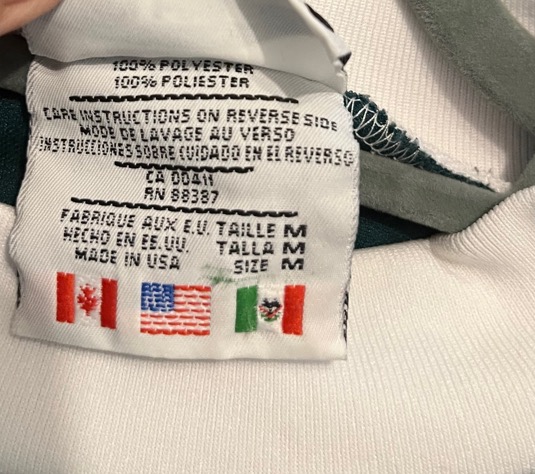 100% POLYESTER
100% POLIESTER
CARE INSTRUCTIONS ON REVERSE SIDE
MODE DE LAVAGE AU VERSO
INSTRUCCIONES SOBRE CUIDADO EN EL REVERSO
CA 00411
RN 88387
FABRIQUE AUX E.U. TAILLE M
HECHO EN EE.UU. TALLA M
MADE IN USA SIZE M